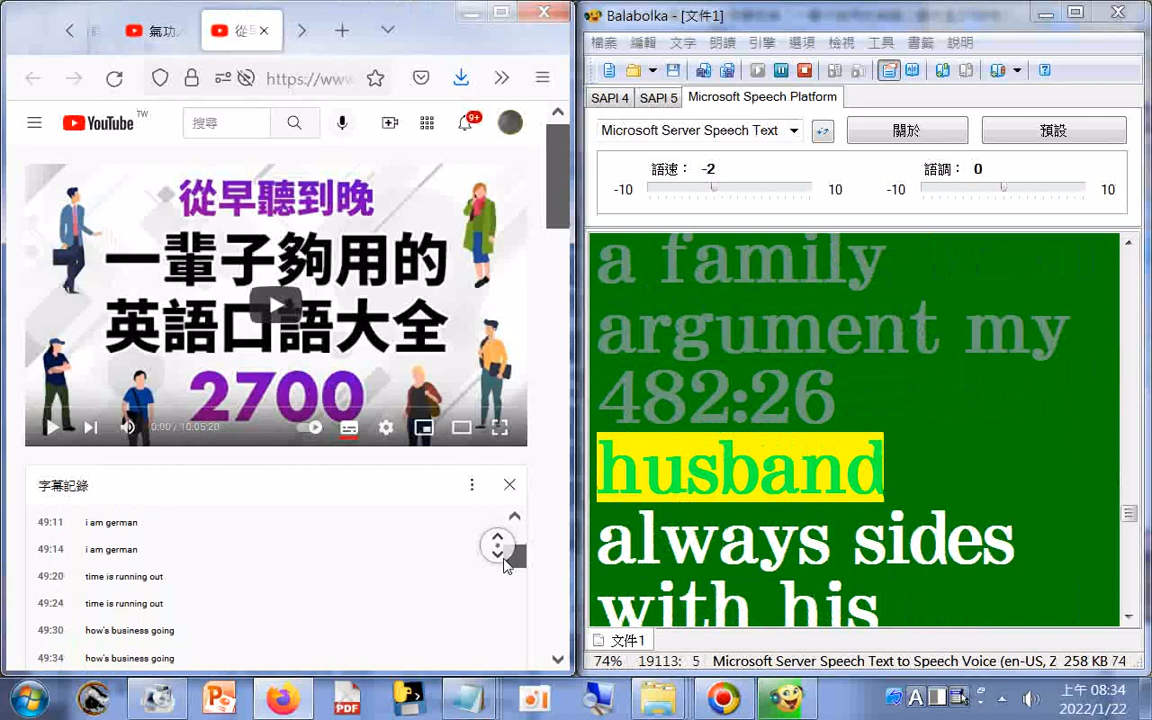 氣功
從
https://www
YouTube TW
搜尋
9+
從早聽到晚
一輩子夠用的
英語口語大全
2700
0:00 / 10:05:20
字幕記錄
49:11 i am german
49:14 i am german
49:20 time is running out
49:24 time is running out
49:30 how's business going
49:34 how's business going
Balabolka - [文件1]
檔案 編輯 文字 朗讀 引擎 選項 檢視 工具 書籤 說明
SAPI 4 SAPI 5 Microsoft Speech Platform
Microsoft Server Speech Text 關於 預設
語速： -2 語調： 0
-10 10 -10 10
a family
argument my
482:26
husband
always sides
with his
文件1
74% 19113: 5 Microsoft Server Speech Text to Speech Voice (en-US, Z 258 KB 74
PDF
A
上午 08:34
2022/1/22